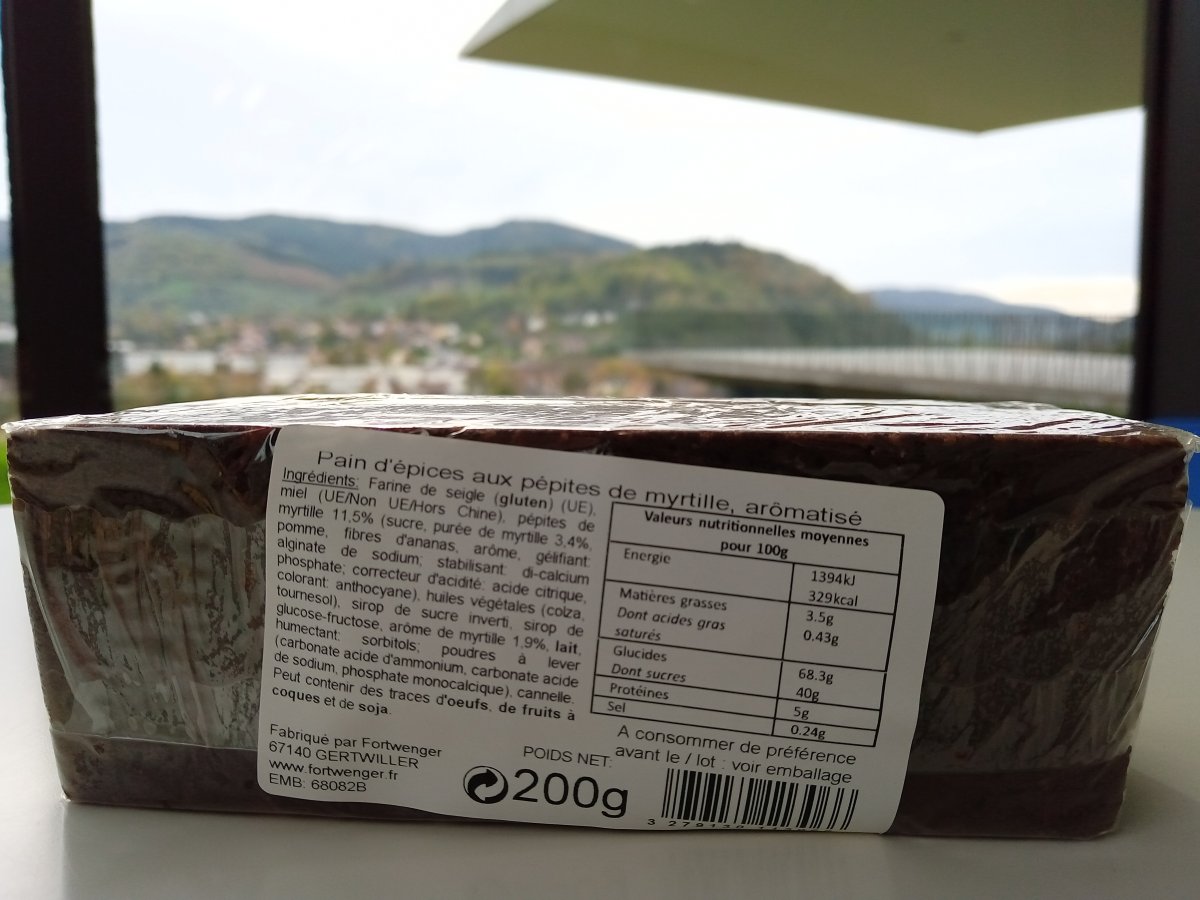 Pain d'épices aux pépites de myrtille, arômatisé
Ingrédients: Farine de seigle (gluten) (UE),
miel (UE/Non UE/Hors Chine), pépites de
myrtille 11,5% (sucre, purée de myrtille 3,4%,
pomme, fibres d'ananas, arôme, gélifiant:
alginate de sodium; stabilisant: di-calcium
phosphate; correcteur d'acidité: acide citrique,
colorant: anthocyane), huiles végétales (colza,
tournesol), sirop de sucre inverti, sirop de
glucose-fructose, arôme de myrtille 1,9%, lait,
humectant: sorbitols; poudres à lever
(carbonate acide d'ammonium, carbonate acide
de sodium, phosphate monocalcique), cannelle.
Peut contenir des traces d'oeufs, de fruits à
coques et de soja.
Valeurs nutritionnelles moyennes
pour 100g
Energie 1394kJ
329kcal
Matières grasses 3.5g
Dont acides gras
saturés 0.43g
Glucides 68.3g
Dont sucres 40g
Protéines 5g
Sel 0.24g
Fabriqué par Fortwenger
67140 GERTWILLER
www.fortwenger.fr
EMB: 68082B
POIDS NET:
200g
A consommer de préférence
avant le / lot : voir emballage
3 279130